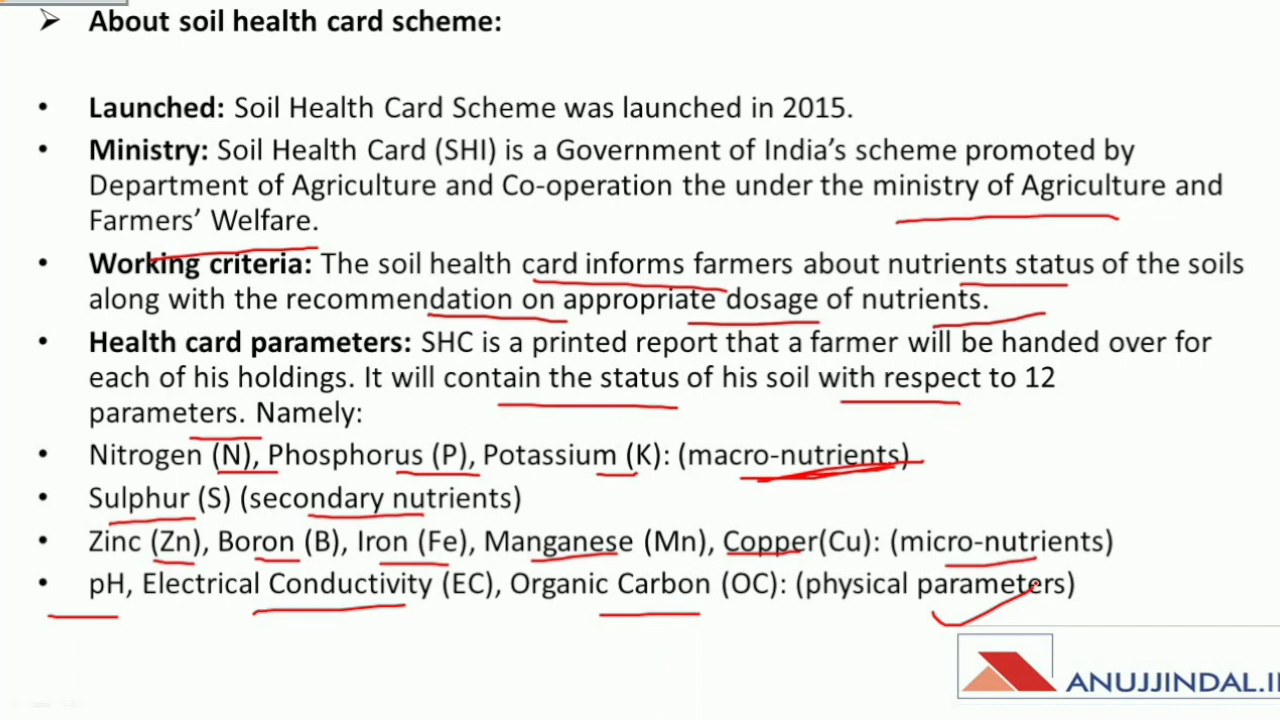 ➤ About soil health card scheme:
• Launched: Soil Health Card Scheme was launched in 2015.
• Ministry: Soil Health Card (SHI) is a Government of India’s scheme promoted by
Department of Agriculture and Co-operation the under the ministry of Agriculture and
Farmers’ Welfare.
• Working criteria: The soil health card informs farmers about nutrients status of the soils
along with the recommendation on appropriate dosage of nutrients.
• Health card parameters: SHC is a printed report that a farmer will be handed over for
each of his holdings. It will contain the status of his soil with respect to 12
parameters. Namely:
• Nitrogen (N), Phosphorus (P), Potassium (K): (macro-nutrients)
• Sulphur (S) (secondary nutrients)
• Zinc (Zn), Boron (B), Iron (Fe), Manganese (Mn), Copper(Cu): (micro-nutrients)
• pH, Electrical Conductivity (EC), Organic Carbon (OC): (physical parameters)
ANUJJINDAL.I